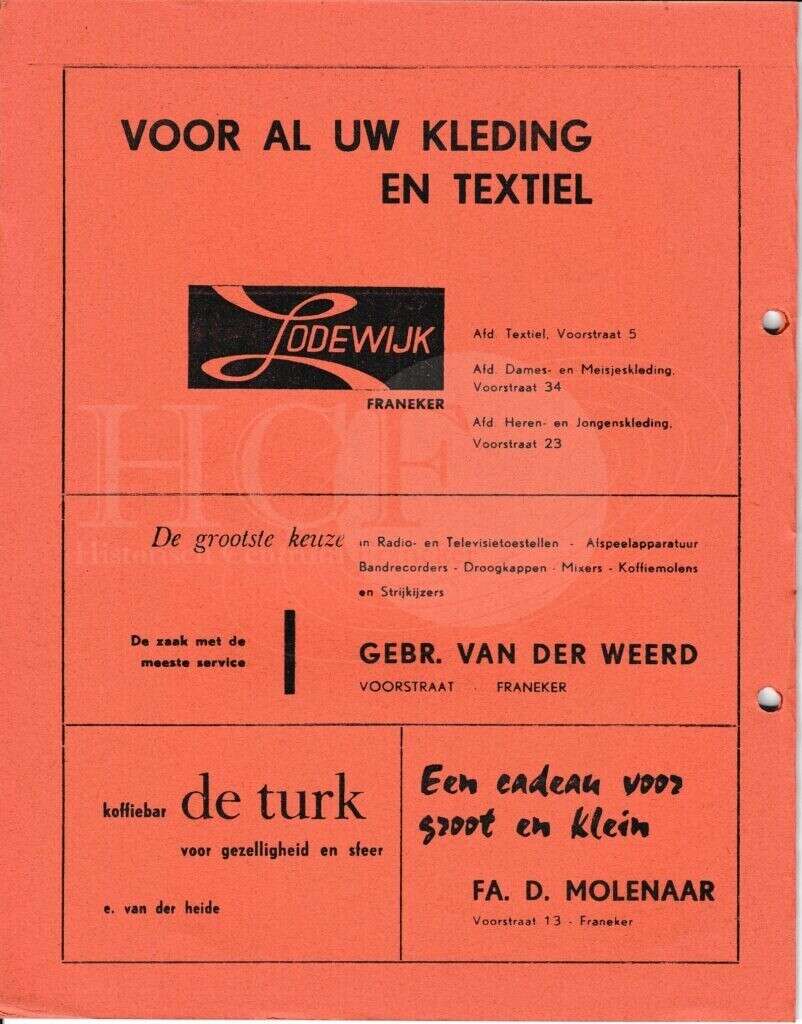 VOOR AL UW KLEDING
EN TEXTIEL
LODEWIJK
FRANEKER
Afd. Textiel, Voorstraat 5
Afd. Dames- en Meisjeskleding,
Voorstraat 34
Afd. Heren- en Jongenskleding,
Voorstraat 23
HCF
De grootste keuze in Radio- en Televisietoestellen - Afspeelapparatuur
Bandrecorders - Droogkappen - Mixers - Koffiemolens
en Strijkijzers
De zaak met de
meeste service
GEBR. VAN DER WEERD
VOORSTRAAT - FRANEKER
koffiebar de turk
voor gezelligheid en sfeer
e. van der heide
Een cadeau voor
groot en klein
FA. D. MOLENAAR
Voorstraat 13 - Franeker